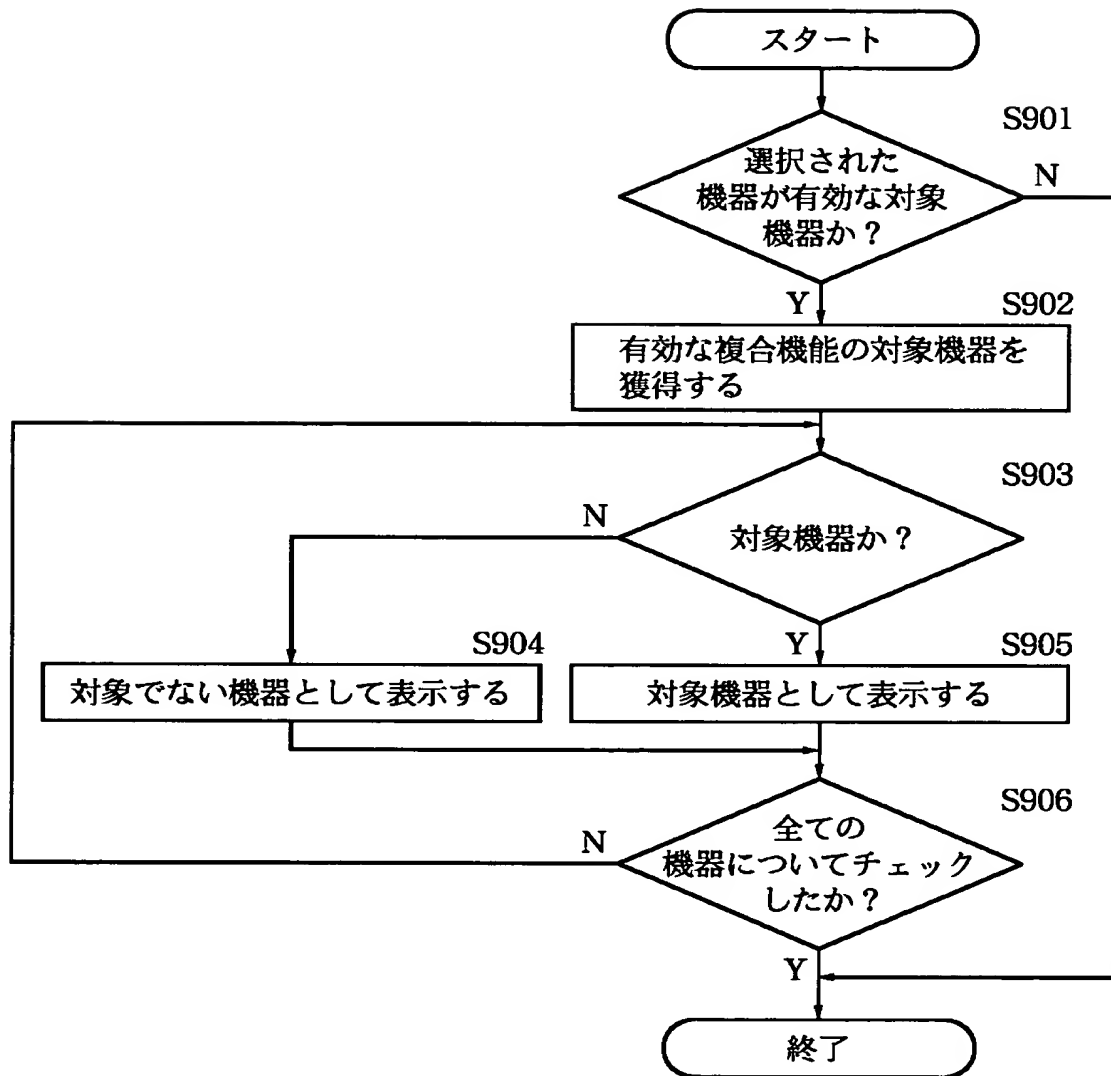 スタート
S901
選択された
機器が有効な対象
機器か？
N
Y
S902
有効な複合機能の対象機器を
獲得する
S903
対象機器か？
N
Y
S904
対象でない機器として表示する
S905
対象機器として表示する
S906
全ての
機器についてチェック
したか？
N
Y
終了